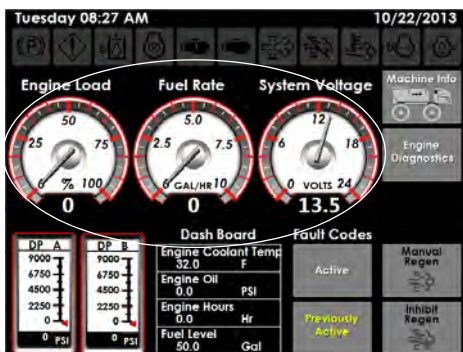 Tuesday 08:27 AM 10/22/2013
(P)
Engine Load Fuel Rate System Voltage Machine Info
50 5.0 12
25 75 2.5 7.5 6 18
0 % 100 0 GAL/HR 10 0 VOLTS 24
0 0 13.5
Engine
Diagnostics
Dash Board Fault Codes
DP A DP B
9000 9000
6750 6750
4500 4500
2250 2250
0 0
0 PSI 0 PSI
Engine Coolant Temp
32.0 F
Engine Oil
0.0 PSI
Engine Hours
0.0 Hr
Fuel Level
50.0 Gal
Active
Previously
Active
Manual
Regen
Inhibit
Regen